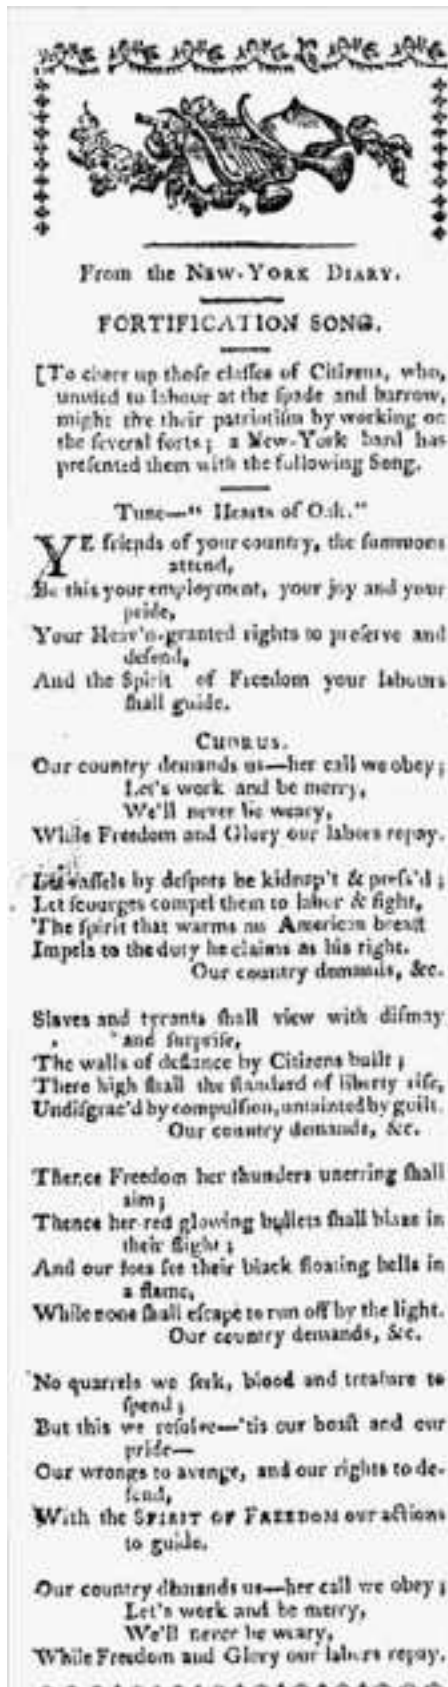 From the NEW-YORK DIARY.
FORTIFICATION SONG.
[To cheer up those classes of Citizens, who,
unused to labour at the spade and barrow,
might tire their patriotism by working on
the several forts; a New-York bard has
presented them with the following Song.
Tune—" Hearts of Oak."
YE friends of your country, the summons
attend,
Be this your employment, your joy and your
pride,
Your Heav'n-granted rights to preserve and
defend,
And the Spirit of Freedom your labours
shall guide.
CHORUS.
Our country demands us—her call we obey;
Let's work and be merry,
We'll never be weary,
While Freedom and Glory our labors repay.
Let vassels by despots be kidnap't & press'd;
Let scourges compel them to labor & fight,
The spirit that warms an American breast
Impels to the duty he claims as his right.
Our country demands, &c.
Slaves and tyrants shall view with dismay
and surprise,
The walls of defiance by Citizens built;
There high shall the standard of liberty rise,
Undisgrac'd by compulsion, untainted by guilt.
Our country demands, &c.
Thence Freedom her thunders unerring shall
aim;
Thence her red glowing bullets shall blaze in
their flight;
And our foes see their black floating hells in
a flame,
While none shall escape to run off by the light.
Our country demands, &c.
No quarrels we seek, blood and treasure to
spend;
But this we resolve—'tis our boast and our
pride—
Our wrongs to avenge, and our rights to de-
fend,
With the SPIRIT OF FREEDOM our actions
to guide.
Our country demands us—her call we obey;
Let's work and be merry,
We'll never be weary,
While Freedom and Glory our labors repay.